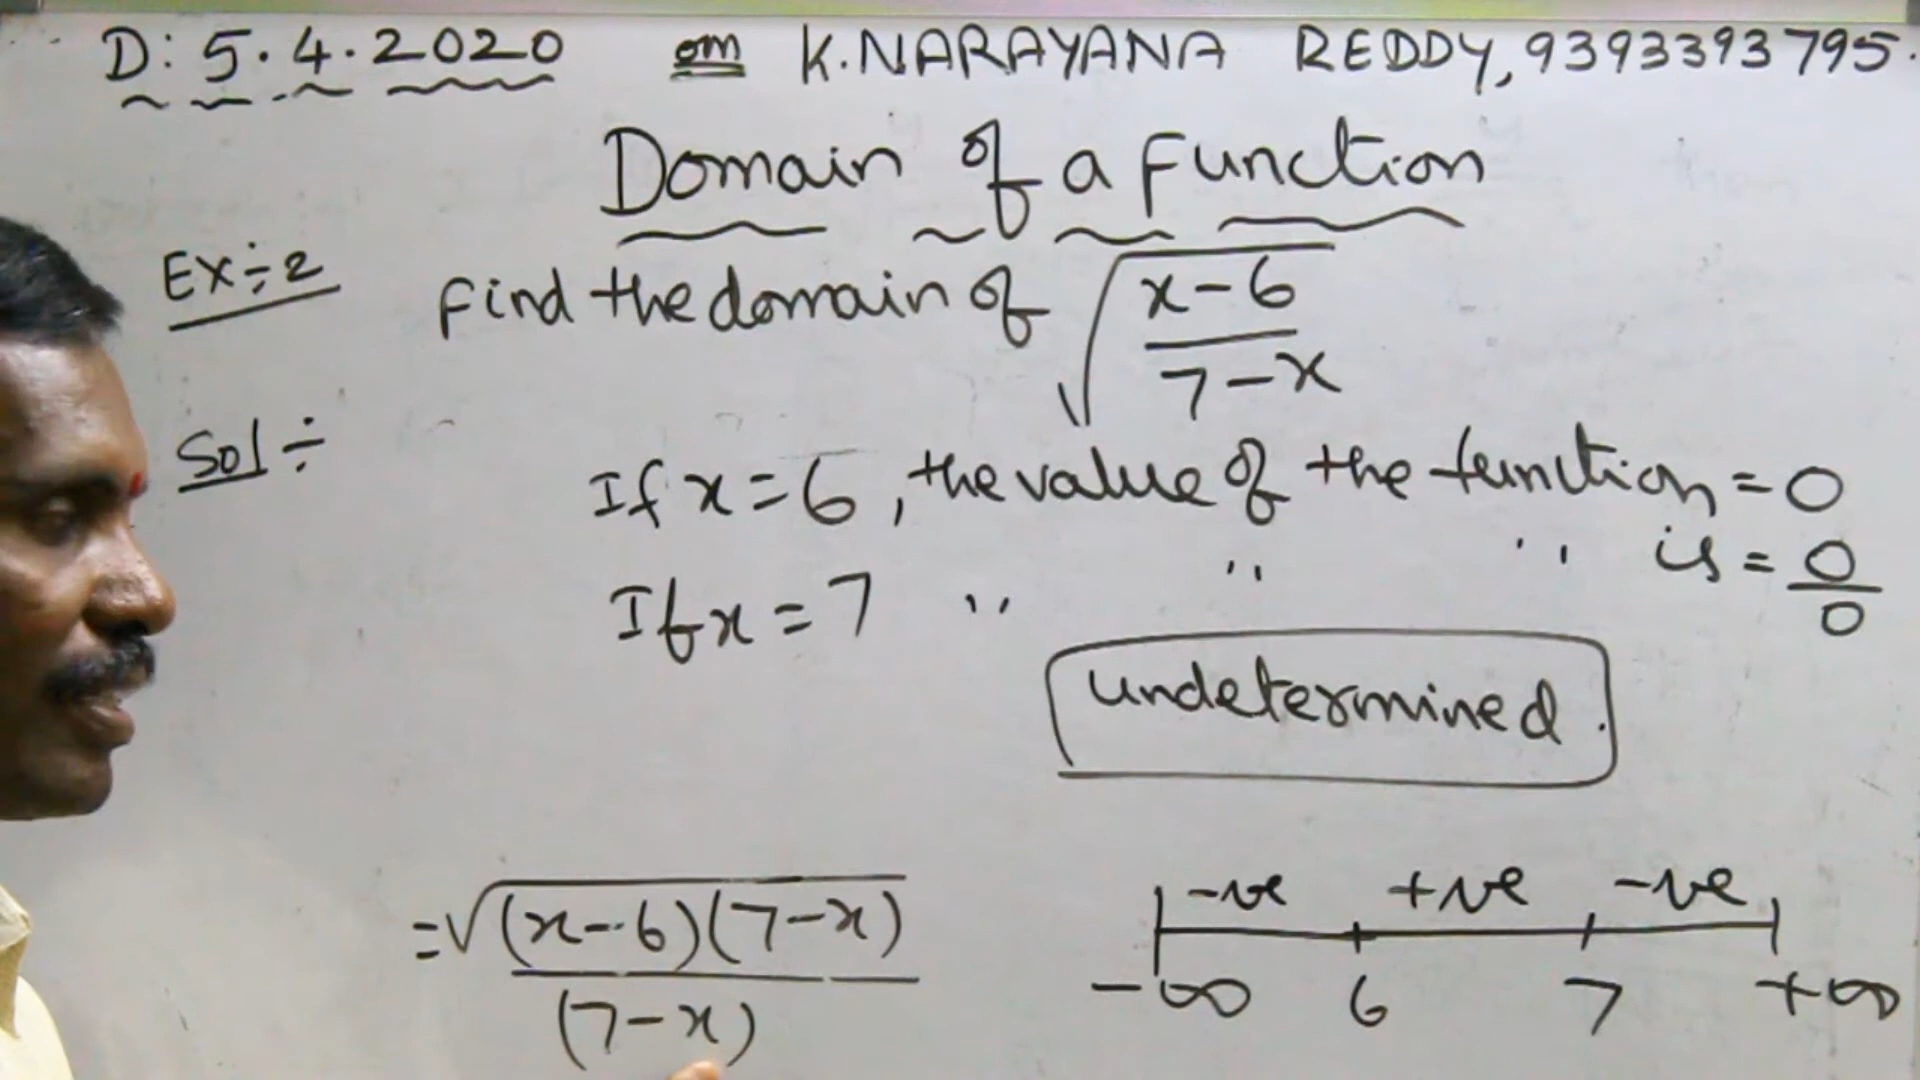 D: 5.4.2020 om K.NARAYANA REDDY, 9393393795.
Domain of a Function
Ex÷2 Find the domain of √((x-6)/(7-x))
Sol÷
If x=6, the value of the function = 0
If x=7 " " " is = 0/0
undetermined.
-ve +ve -ve
=√((x-6)(7-x))/(7-x)
-∞ 6 7 +∞